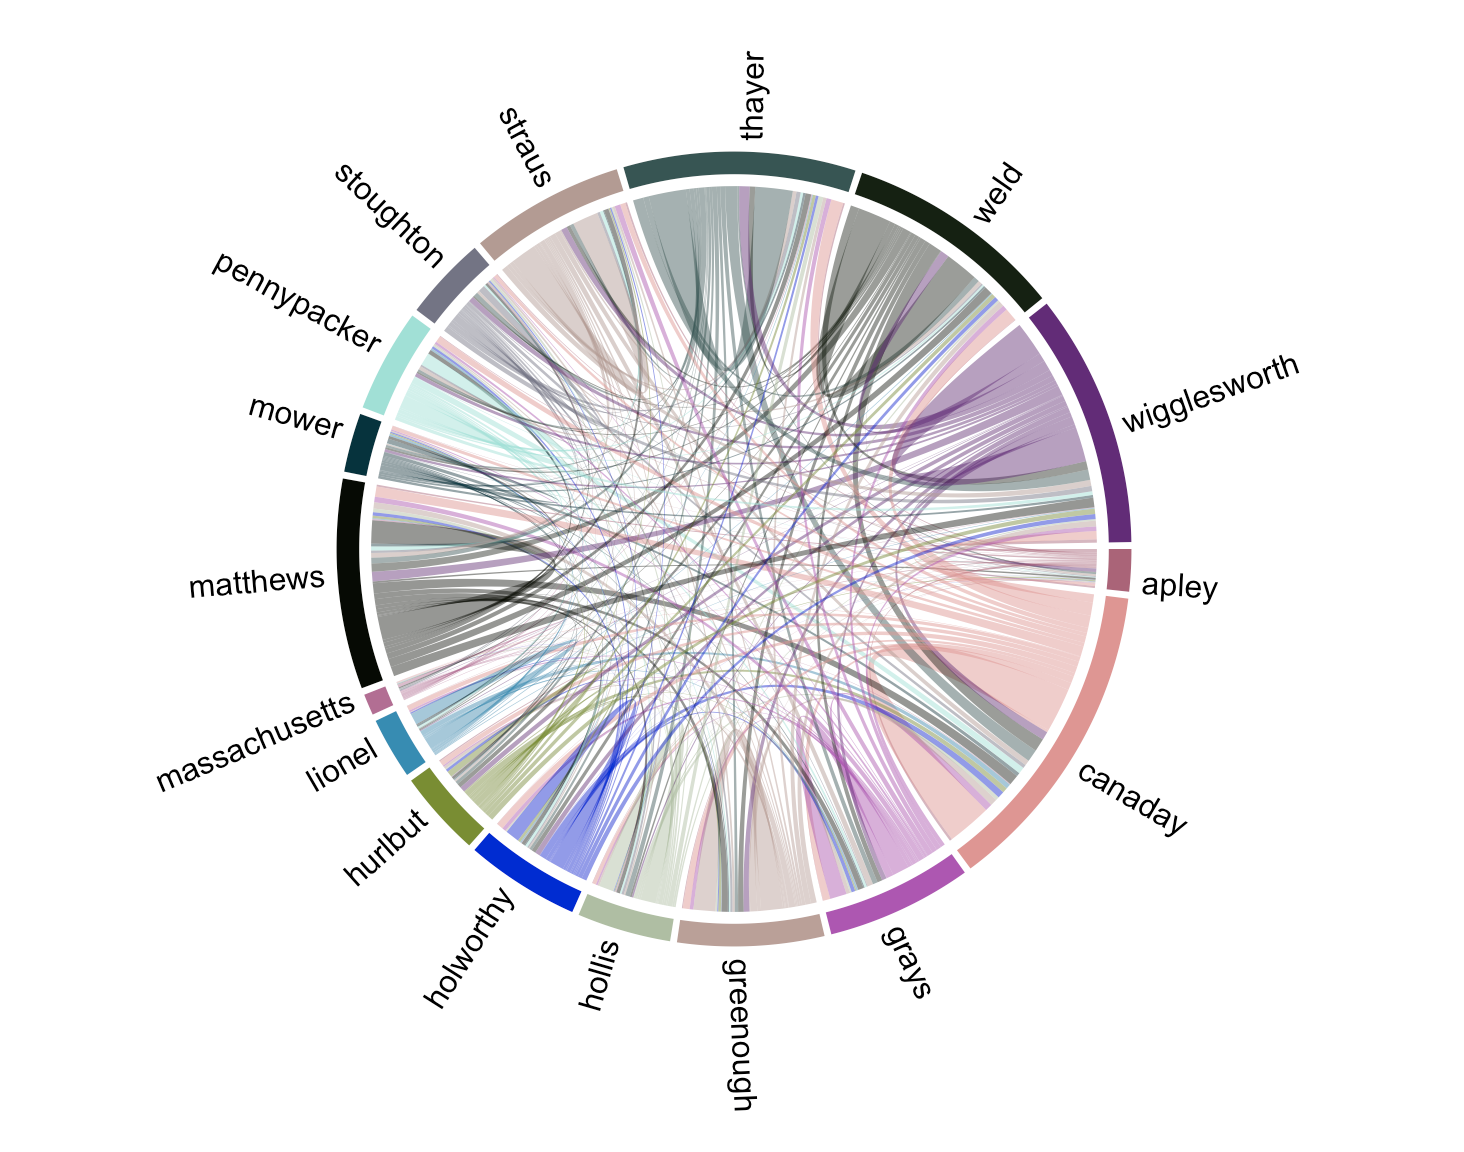 thayer
weld
wigglesworth
apley
canaday
grays
greenough
hollis
holworthy
hurlbut
lionel
massachusetts
matthews
mower
pennypacker
stoughton
straus